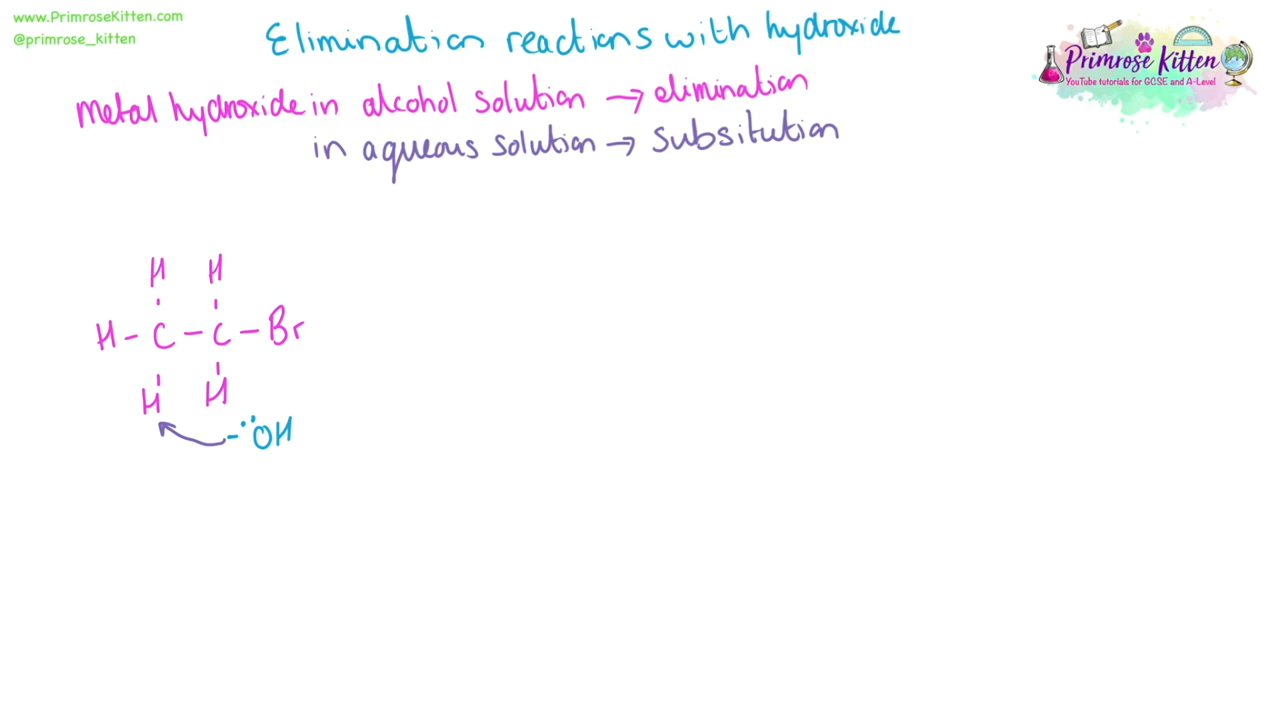 www.PrimroseKitten.com
@primrose_kitten
Elimination reactions with hydroxide
Primrose Kitten
YouTube tutorials for GCSE and A-Level
Metal hydroxide in alcohol solution → elimination
in aqueous solution → Subsitution
H H
H - C - C - Br
H H
-:OH